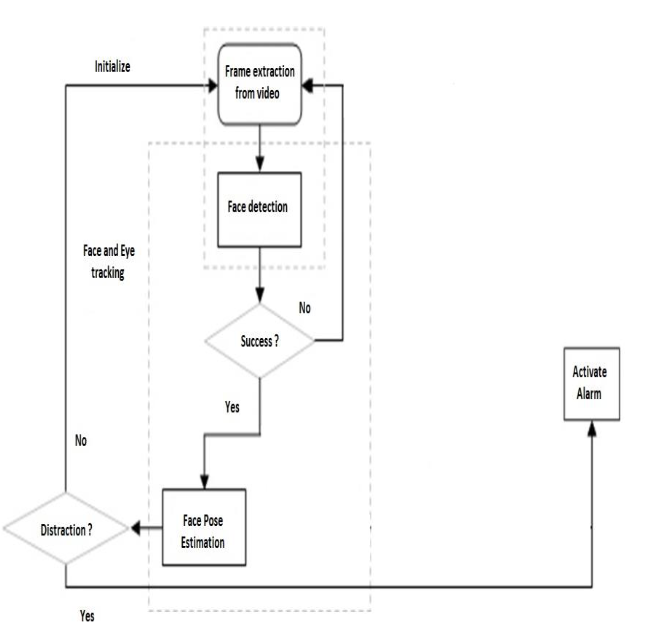 Initialize
Frame extraction
from video
Face detection
Face and Eye
tracking
No
Success ?
Activate
Alarm
Yes
No
Face Pose
Estimation
Distraction ?
Yes